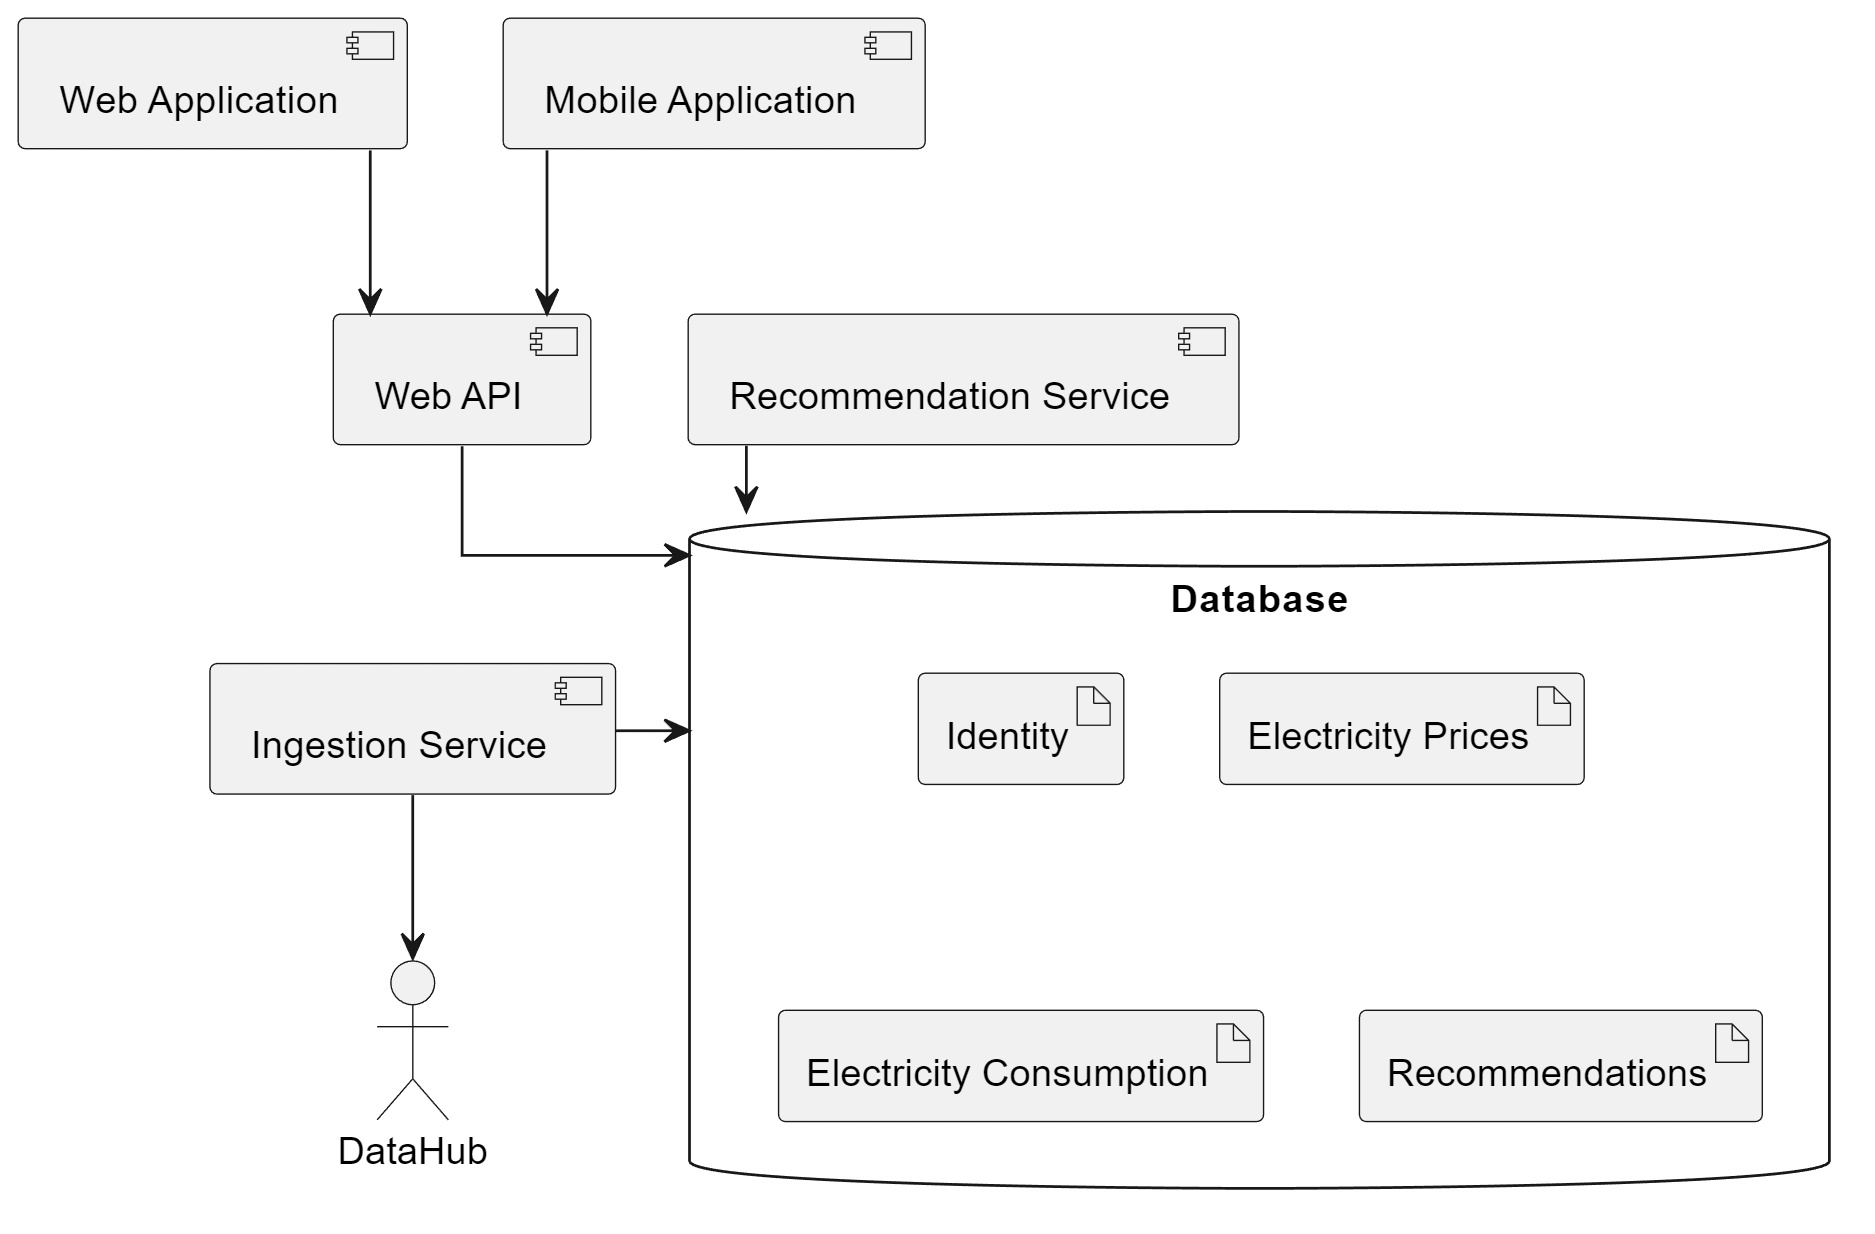 Web Application
Mobile Application
Web API
Recommendation Service
Database
Ingestion Service
Identity
Electricity Prices
Electricity Consumption
Recommendations
DataHub